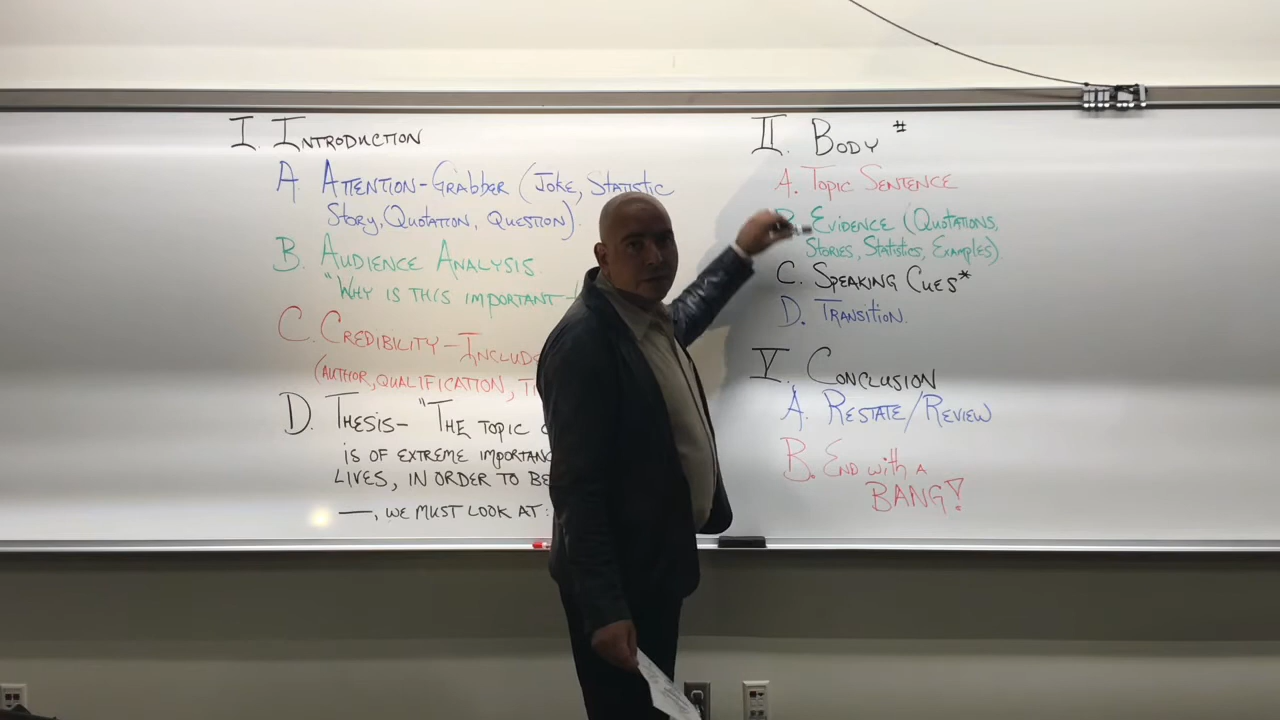 I. INTRODUCTION
A. ATTENTION-GRABBER (JOKE, STATISTIC
STORY, QUOTATION, QUESTION).
B. AUDIENCE ANALYSIS.
"WHY IS THIS IMPORTANT
C. CREDIBILITY-INCLUDE
(AUTHOR, QUALIFICATION,
D. THESIS- "THE TOPIC
IS OF EXTREME IMPORTANC
LIVES, IN ORDER TO BE
—, WE MUST LOOK AT:
II. BODY #
A. TOPIC SENTENCE
B. EVIDENCE (QUOTATIONS,
STORIES, STATISTICS, EXAMPLES)
C. SPEAKING CUES*
D. TRANSITION.
V. CONCLUSION
A. RESTATE/REVIEW
B. END WITH A
BANG!